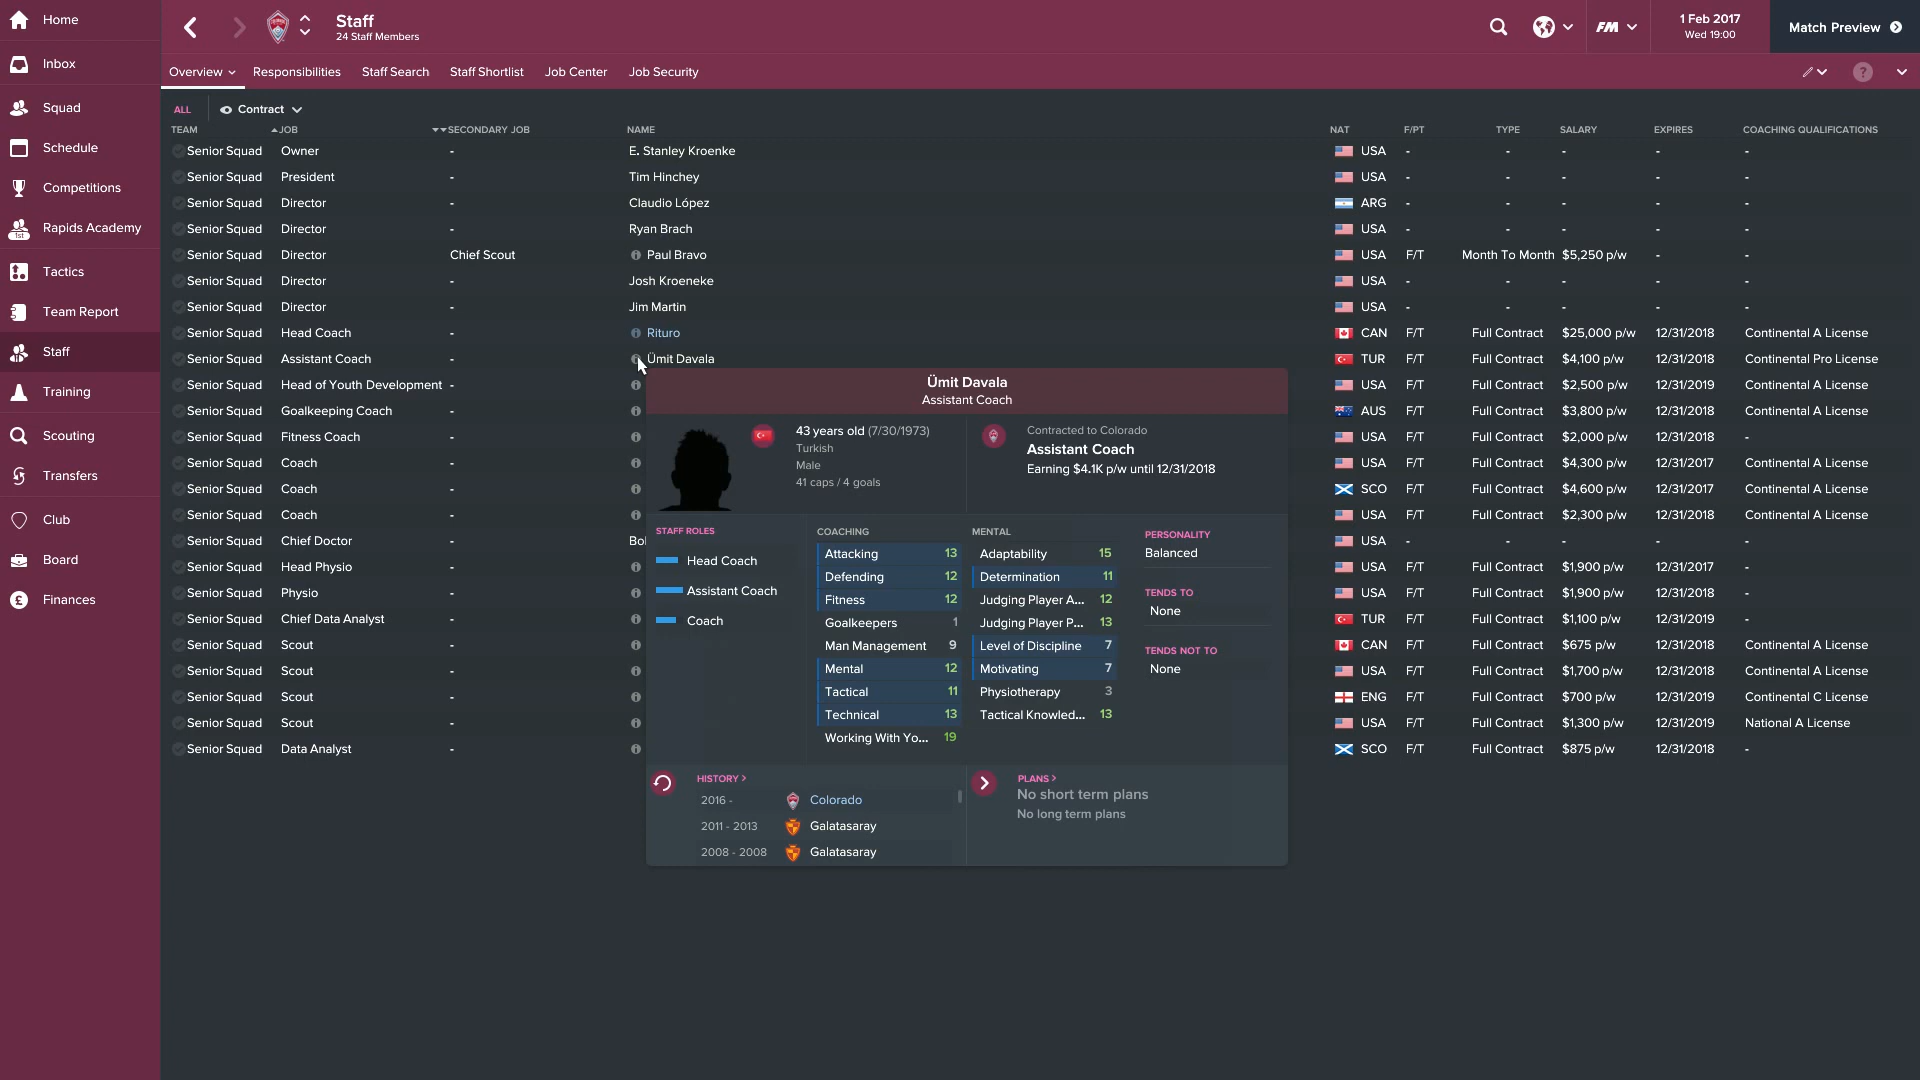 Home
Inbox
Squad
Schedule
Competitions
Rapids Academy
1st
Tactics
Team Report
Staff
Training
Scouting
Transfers
Club
Board
Finances
Staff
24 Staff Members
FM
1 Feb 2017
Wed 19:00
Match Preview
Overview Responsibilities Staff Search Staff Shortlist Job Center Job Security
?
ALL Contract
TEAM JOB SECONDARY JOB NAME NAT F/PT TYPE SALARY EXPIRES COACHING QUALIFICATIONS
Senior Squad Owner - E. Stanley Kroenke USA - - - - -
Senior Squad President - Tim Hinchey USA - - - - -
Senior Squad Director - Claudio López ARG - - - - -
Senior Squad Director - Ryan Brach USA - - - - -
Senior Squad Director Chief Scout Paul Bravo USA F/T Month To Month $5,250 p/w - -
Senior Squad Director - Josh Kroeneke USA - - - - -
Senior Squad Director - Jim Martin USA - - - - -
Senior Squad Head Coach - Rituro CAN F/T Full Contract $25,000 p/w 12/31/2018 Continental A License
Senior Squad Assistant Coach - Ümit Davala TUR F/T Full Contract $4,100 p/w 12/31/2018 Continental Pro License
Senior Squad Head of Youth Development - USA F/T Full Contract $2,500 p/w 12/31/2019 Continental A License
Senior Squad Goalkeeping Coach - AUS F/T Full Contract $3,800 p/w 12/31/2018 Continental A License
Senior Squad Fitness Coach - USA F/T Full Contract $2,000 p/w 12/31/2018 -
Senior Squad Coach - USA F/T Full Contract $4,300 p/w 12/31/2017 Continental A License
Senior Squad Coach - SCO F/T Full Contract $4,600 p/w 12/31/2017 Continental A License
Senior Squad Coach - USA F/T Full Contract $2,300 p/w 12/31/2018 Continental A License
Senior Squad Chief Doctor - Bo USA - - - - -
Senior Squad Head Physio - USA F/T Full Contract $1,900 p/w 12/31/2017 -
Senior Squad Physio - USA F/T Full Contract $1,900 p/w 12/31/2018 -
Senior Squad Chief Data Analyst - TUR F/T Full Contract $1,100 p/w 12/31/2019 -
Senior Squad Scout - CAN F/T Full Contract $675 p/w 12/31/2018 Continental A License
Senior Squad Scout - USA F/T Full Contract $1,700 p/w 12/31/2018 Continental A License
Senior Squad Scout - ENG F/T Full Contract $700 p/w 12/31/2019 Continental C License
Senior Squad Scout - USA F/T Full Contract $1,300 p/w 12/31/2019 National A License
Senior Squad Data Analyst - SCO F/T Full Contract $875 p/w 12/31/2018 -
Ümit Davala
Assistant Coach
43 years old (7/30/1973)
Turkish
Male
41 caps / 4 goals
Contracted to Colorado
Assistant Coach
Earning $4.1K p/w until 12/31/2018
STAFF ROLES
Head Coach
Assistant Coach
Coach
COACHING
Attacking 13
Defending 12
Fitness 12
Goalkeepers 1
Man Management 9
Mental 12
Tactical 11
Technical 13
Working With Yo... 19
MENTAL
Adaptability 15
Determination 11
Judging Player A... 12
Judging Player P... 13
Level of Discipline 7
Motivating 7
Physiotherapy 3
Tactical Knowled... 13
PERSONALITY
Balanced
TENDS TO
None
TENDS NOT TO
None
HISTORY >
2016 - Colorado
2011 - 2013 Galatasaray
2008 - 2008 Galatasaray
PLANS >
No short term plans
No long term plans